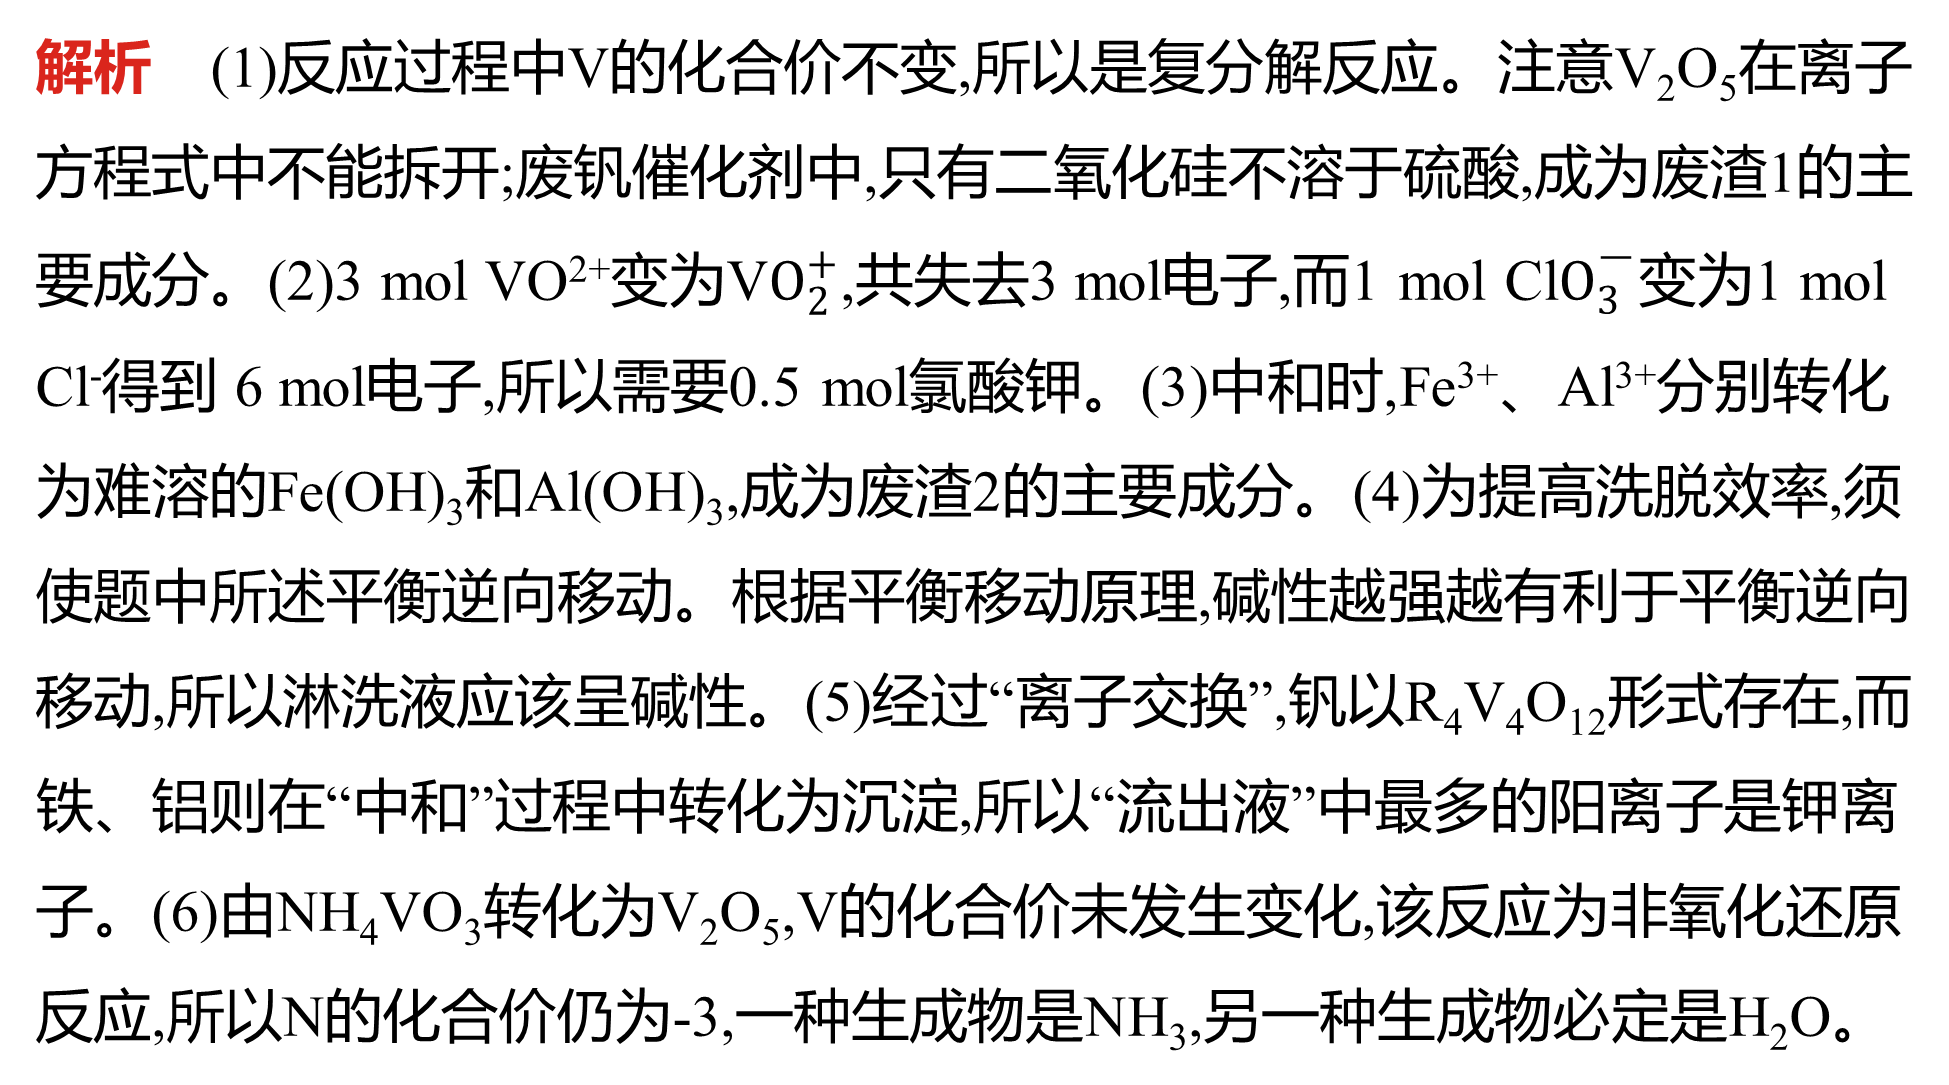 解析 (1)反应过程中V的化合价不变,所以是复分解反应。注意V₂O₅在离子
方程式中不能拆开;废钒催化剂中,只有二氧化硅不溶于硫酸,成为废渣1的主
要成分。(2)3 mol VO²⁺变为VO₂⁺,共失去3 mol电子,而1 mol ClO₃⁻变为1 mol
Cl⁻得到 6 mol电子,所以需要0.5 mol氯酸钾。(3)中和时,Fe³⁺、Al³⁺分别转化
为难溶的Fe(OH)₃和Al(OH)₃,成为废渣2的主要成分。(4)为提高洗脱效率,须
使题中所述平衡逆向移动。根据平衡移动原理,碱性越强越有利于平衡逆向
移动,所以淋洗液应该呈碱性。(5)经过“离子交换”,钒以R₄V₄O₁₂形式存在,而
铁、铝则在“中和”过程中转化为沉淀,所以“流出液”中最多的阳离子是钾离
子。(6)由NH₄VO₃转化为V₂O₅,V的化合价未发生变化,该反应为非氧化还原
反应,所以N的化合价仍为-3,一种生成物是NH₃,另一种生成物必定是H₂O。